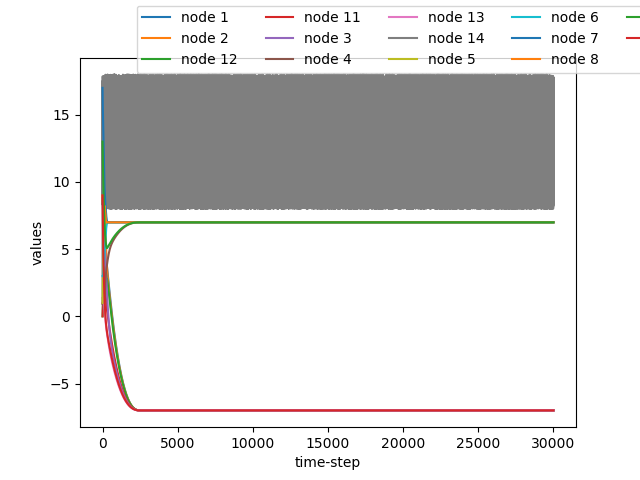 node 1 node 11 node 13 node 6
node 2 node 3 node 14 node 7
node 12 node 4 node 5 node 8
15
10
5
0
−5
values
0 5000 10000 15000 20000 25000 30000
time-step